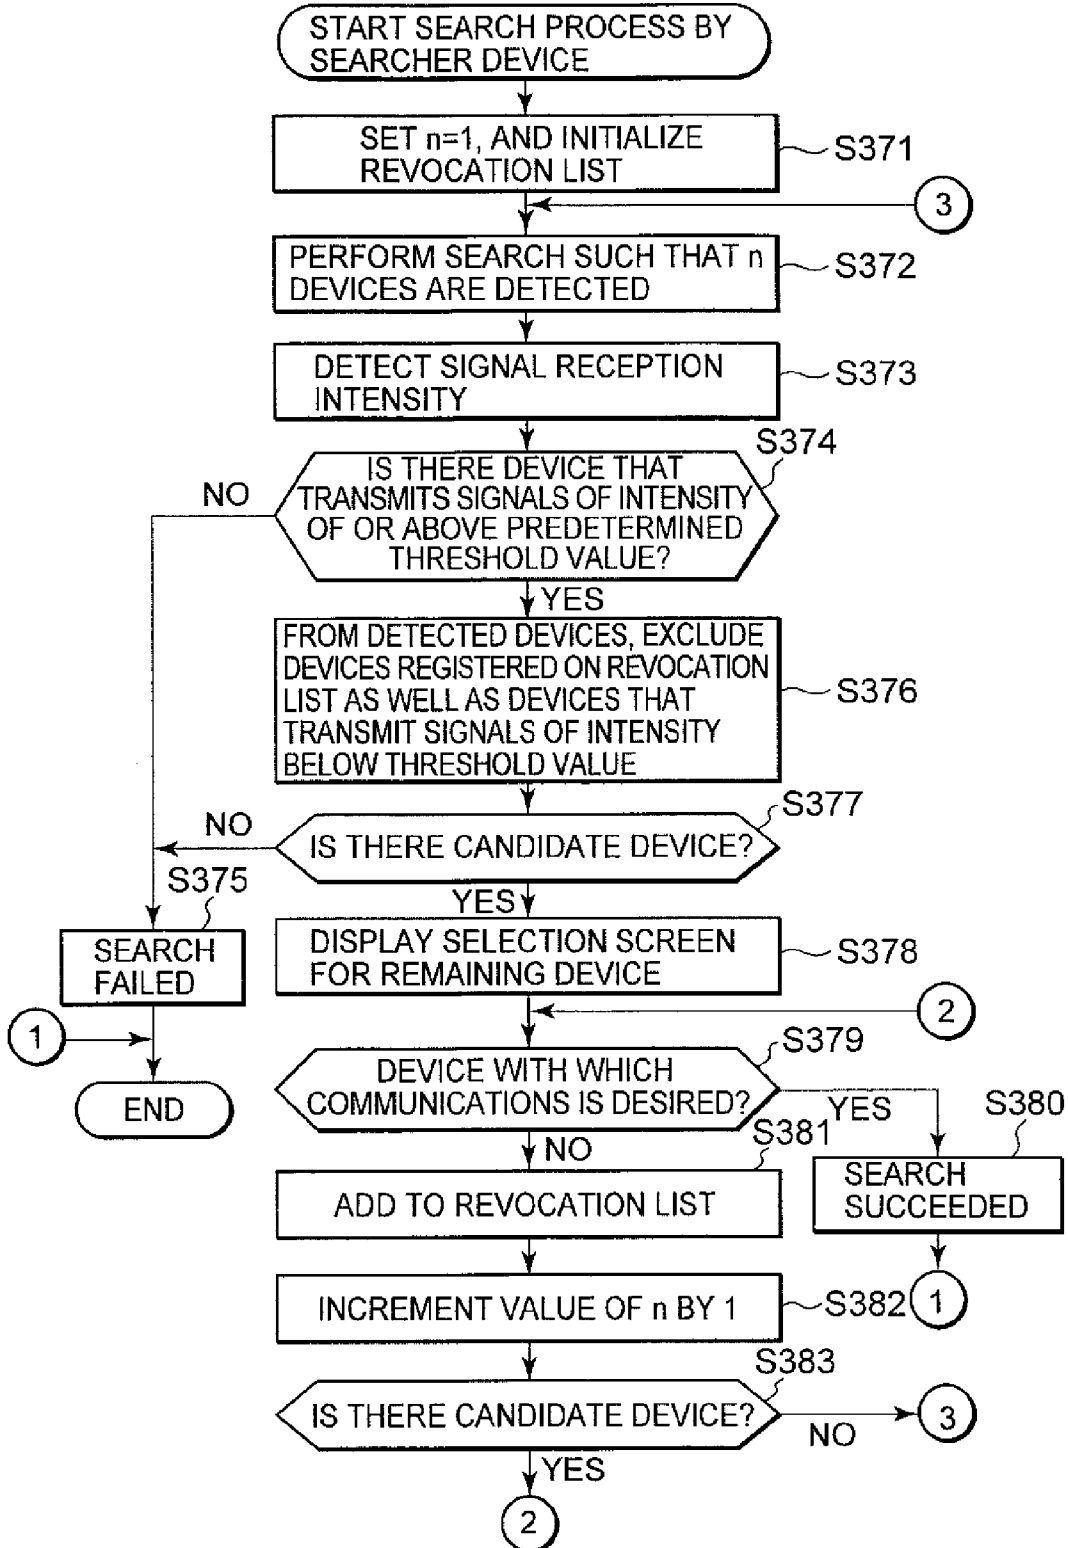 START SEARCH PROCESS BY
SEARCHER DEVICE
SET n=1, AND INITIALIZE
REVOCATION LIST
S371
3
PERFORM SEARCH SUCH THAT n
DEVICES ARE DETECTED
S372
DETECT SIGNAL RECEPTION
INTENSITY
S373
S374
IS THERE DEVICE THAT
TRANSMITS SIGNALS OF INTENSITY
OF OR ABOVE PREDETERMINED
THRESHOLD VALUE?
NO
YES
FROM DETECTED DEVICES, EXCLUDE
DEVICES REGISTERED ON REVOCATION
LIST AS WELL AS DEVICES THAT
TRANSMIT SIGNALS OF INTENSITY
BELOW THRESHOLD VALUE
S376
S377
NO
IS THERE CANDIDATE DEVICE?
S375
YES
SEARCH
FAILED
DISPLAY SELECTION SCREEN
FOR REMAINING DEVICE
S378
1
2
END
S379
DEVICE WITH WHICH
COMMUNICATIONS IS DESIRED?
YES
S380
NO
S381
SEARCH
SUCCEEDED
ADD TO REVOCATION LIST
1
INCREMENT VALUE OF n BY 1
S382
S383
IS THERE CANDIDATE DEVICE?
NO
3
YES
2